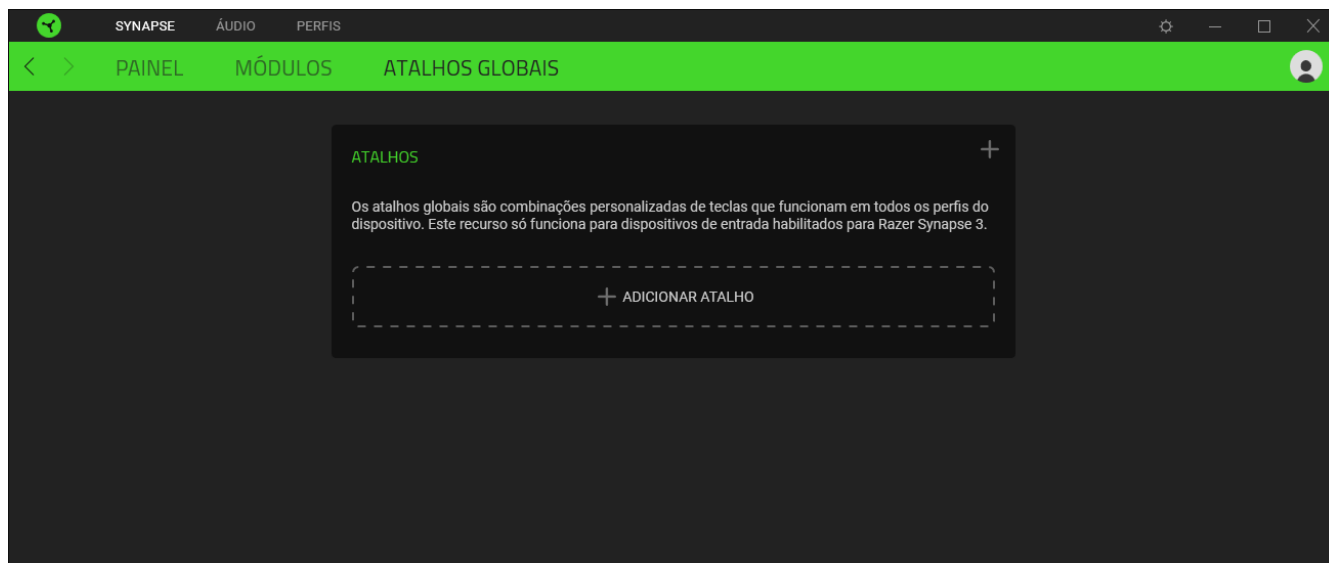 SYNAPSE ÁUDIO PERFIS
PAINEL MÓDULOS ATALHOS GLOBAIS
ATALHOS
Os atalhos globais são combinações personalizadas de teclas que funcionam em todos os perfis do
dispositivo. Este recurso só funciona para dispositivos de entrada habilitados para Razer Synapse 3.
ADICIONAR ATALHO